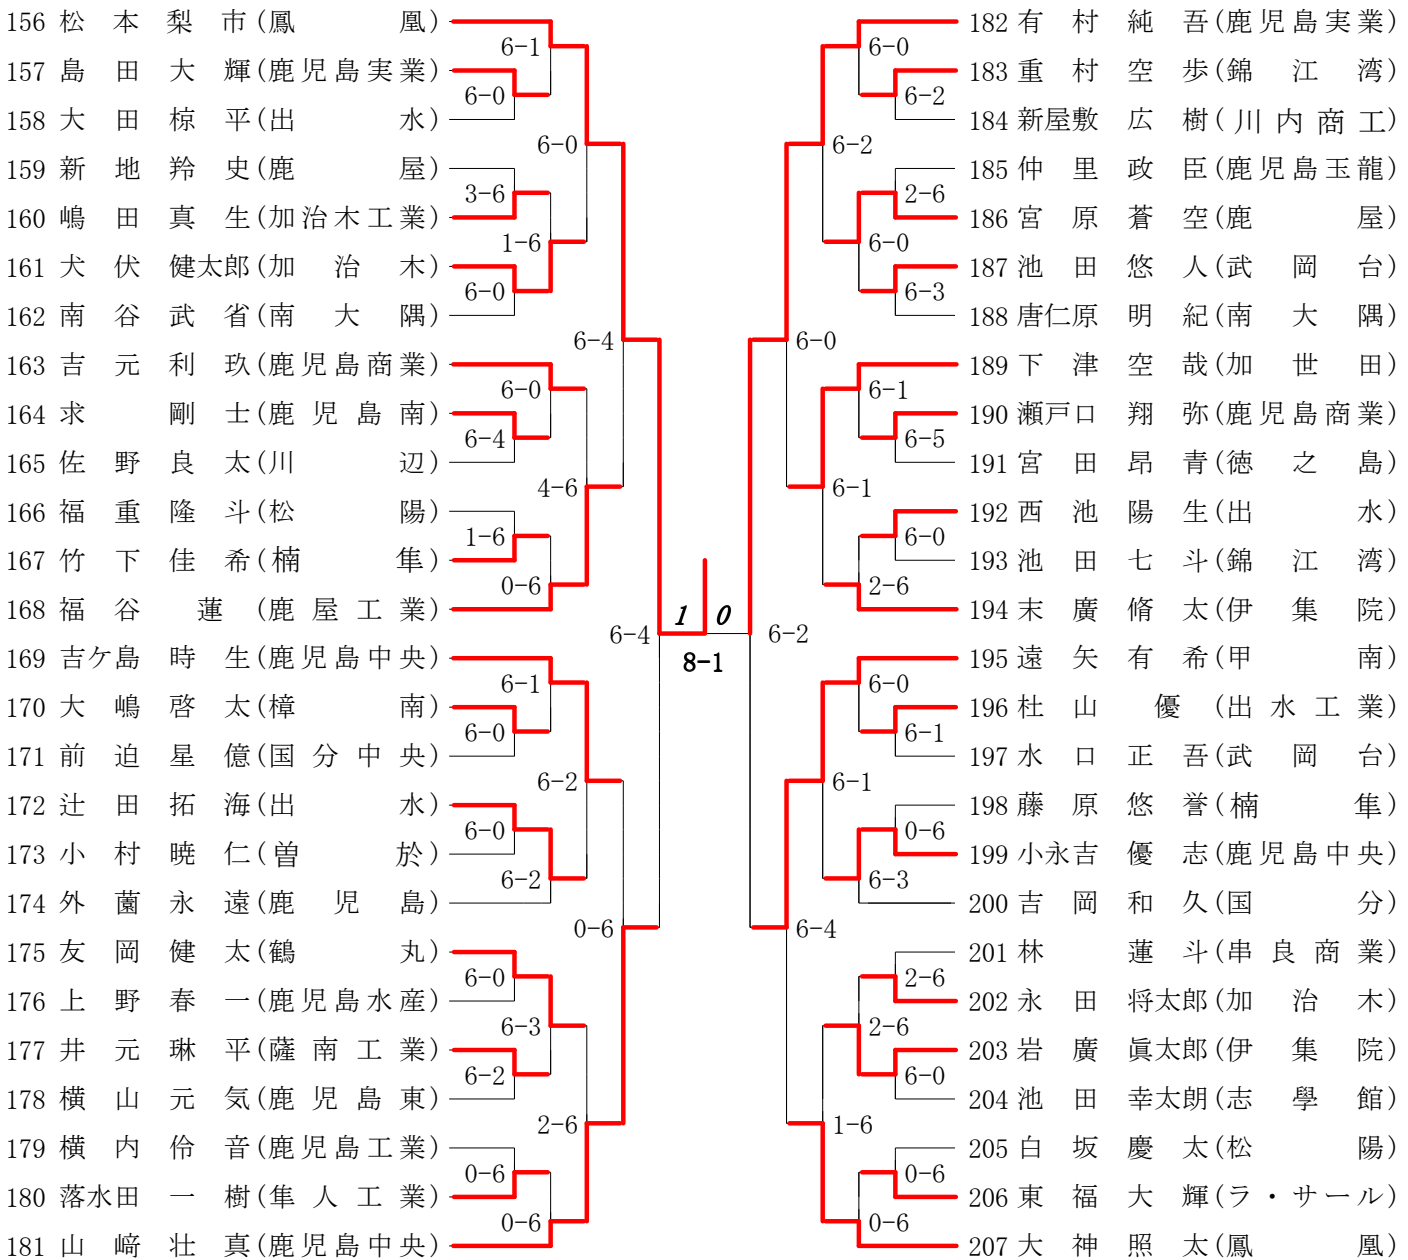 156 松本梨市(鳳凰)
157 島田大輝(鹿児島実業)
158 大田椋平(出水)
159 新地羚史(鹿屋)
160 嶋田真生(加治木工業)
161 犬伏健太郎(加治木)
162 南谷武省(南大隅)
163 吉元利玖(鹿児島商業)
164 求剛士(鹿児島南)
165 佐野良太(川辺)
166 福重隆斗(松陽)
167 竹下佳希(楠隼)
168 福谷蓮(鹿屋工業)
169 吉ケ島時生(鹿児島中央)
170 大嶋啓太(樟南)
171 前迫星億(国分中央)
172 辻田拓海(出水)
173 小村暁仁(曽於)
174 外薗永遠(鹿児島)
175 友岡健太(鶴丸)
176 上野春一(鹿児島水産)
177 井元琳平(薩南工業)
178 横山元気(鹿児島東)
179 横内伶音(鹿児島工業)
180 落水田一樹(隼人工業)
181 山﨑壮真(鹿児島中央)
6-1
6-0
6-0
3-6
1-6
6-0
6-4
6-0
6-4
4-6
1-6
0-6
6-4
6-1
6-0
6-2
6-0
6-2
0-6
6-0
6-3
6-2
2-6
0-6
0-6
1 0
8-1
6-0
6-2
6-2
2-6
6-0
6-3
6-0
6-1
6-5
6-1
6-0
2-6
6-2
6-0
6-1
6-1
0-6
6-3
6-4
2-6
2-6
6-0
1-6
0-6
0-6
182 有村純吾(鹿児島実業)
183 重村空歩(錦江湾)
184 新屋敷広樹(川内商工)
185 仲里政臣(鹿児島玉龍)
186 宮原蒼空(鹿屋)
187 池田悠人(武岡台)
188 唐仁原明紀(南大隅)
189 下津空哉(加世田)
190 瀬戸口翔弥(鹿児島商業)
191 宮田昂青(徳之島)
192 西池陽生(出水)
193 池田七斗(錦江湾)
194 末廣脩太(伊集院)
195 遠矢有希(甲南)
196 杜山優(出水工業)
197 水口正吾(武岡台)
198 藤原悠誉(楠隼)
199 小永吉優志(鹿児島中央)
200 吉岡和久(国分)
201 林蓮斗(串良商業)
202 永田将太郎(加治木)
203 岩廣眞太郎(伊集院)
204 池田幸太朗(志學館)
205 白坂慶太(松陽)
206 東福大輝(ラ・サール)
207 大神照太(鳳凰)